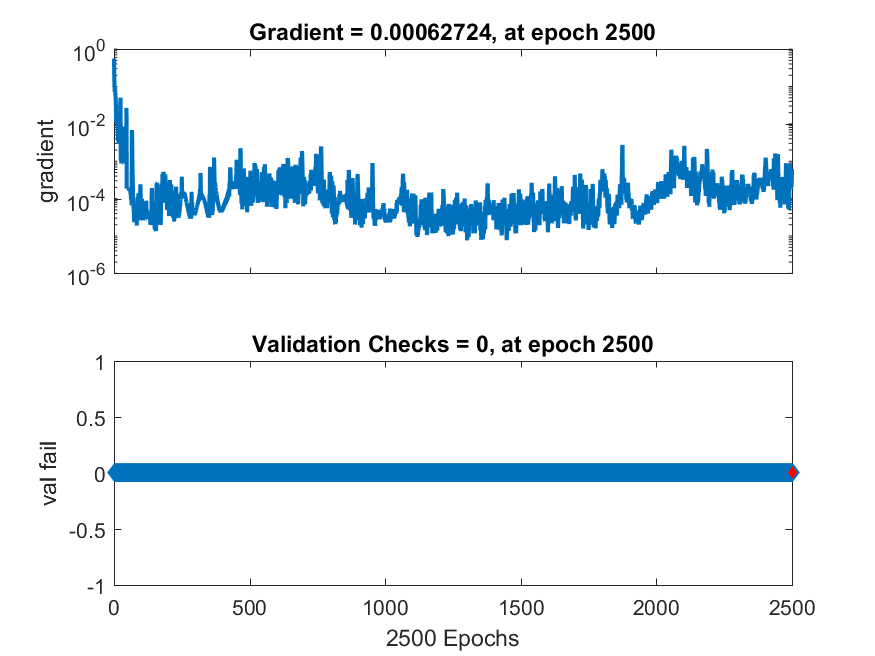 Gradient = 0.00062724, at epoch 2500
10^0
10^-2
10^-4
10^-6
gradient
Validation Checks = 0, at epoch 2500
1
0.5
0
-0.5
-1
val fail
0 500 1000 1500 2000 2500
2500 Epochs